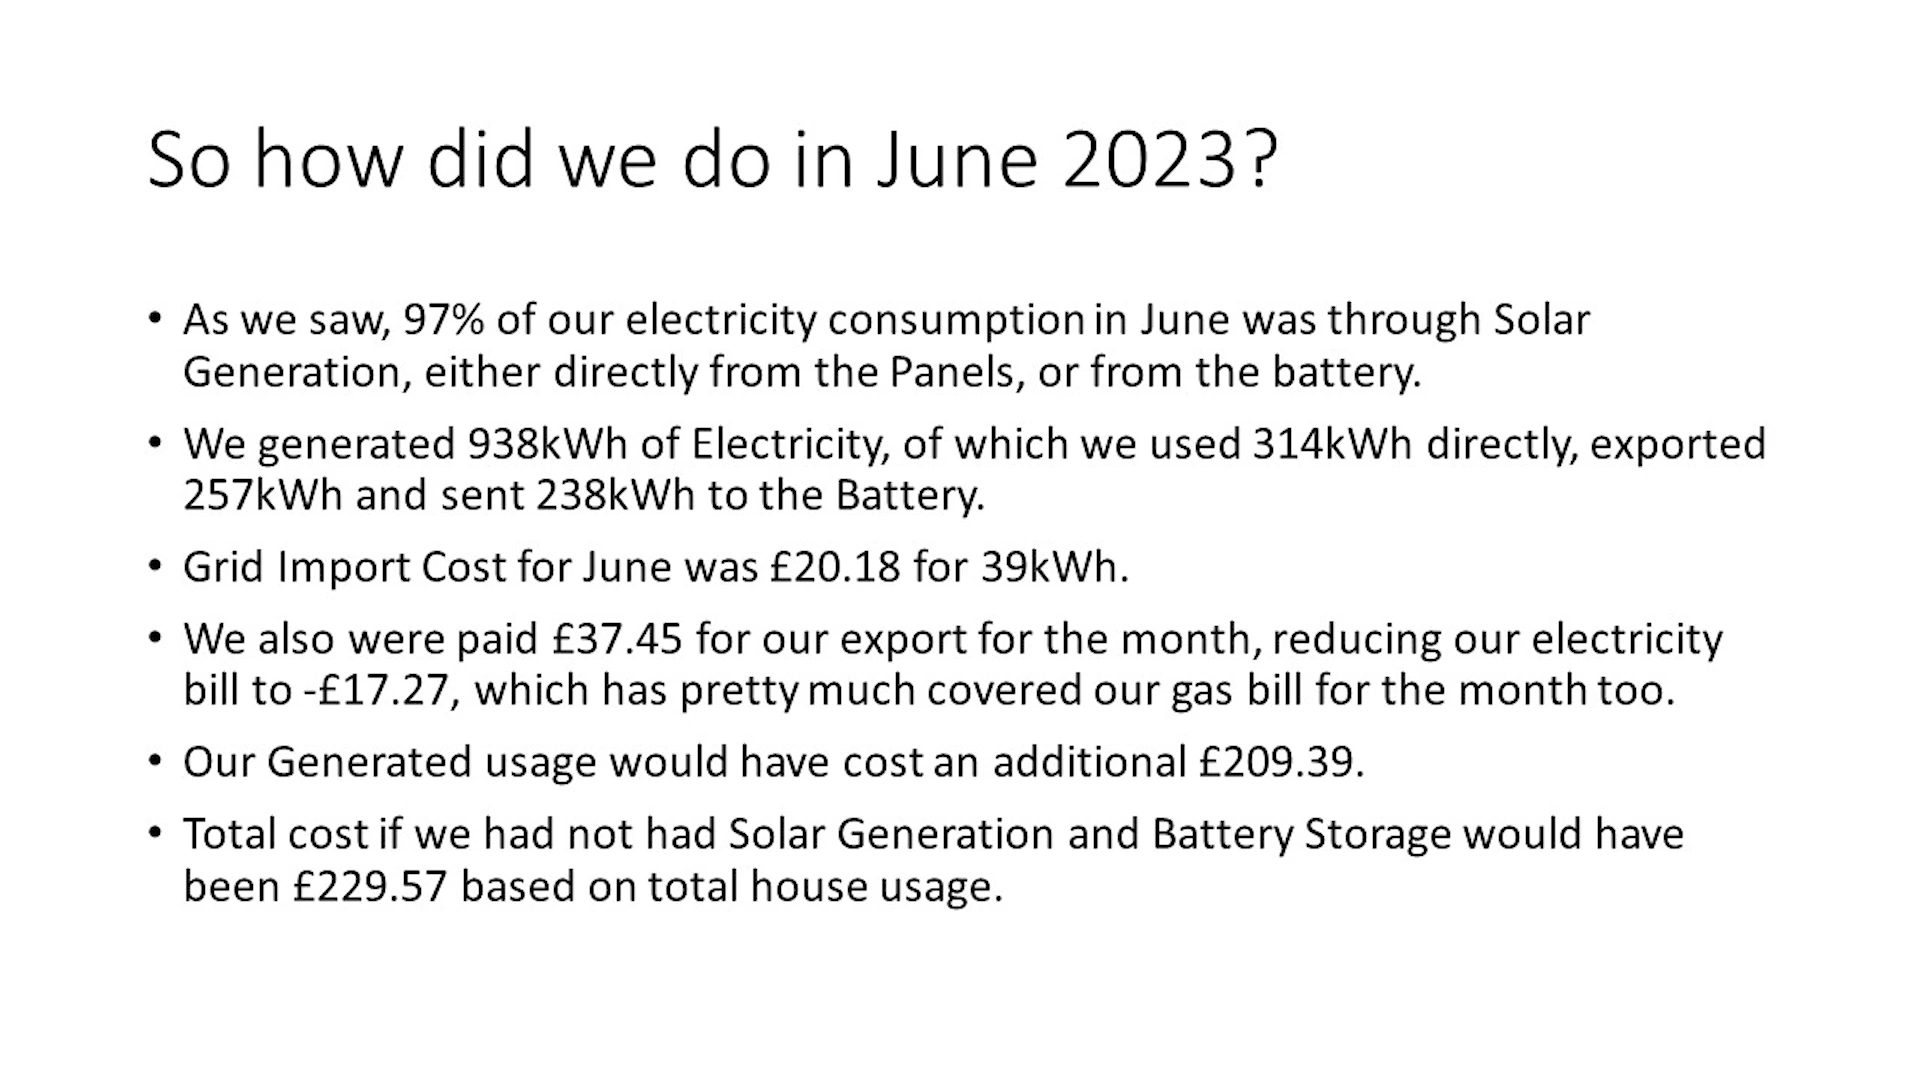 So how did we do in June 2023?
• As we saw, 97% of our electricity consumption in June was through Solar
Generation, either directly from the Panels, or from the battery.
• We generated 938kWh of Electricity, of which we used 314kWh directly, exported
257kWh and sent 238kWh to the Battery.
• Grid Import Cost for June was £20.18 for 39kWh.
• We also were paid £37.45 for our export for the month, reducing our electricity
bill to -£17.27, which has pretty much covered our gas bill for the month too.
• Our Generated usage would have cost an additional £209.39.
• Total cost if we had not had Solar Generation and Battery Storage would have
been £229.57 based on total house usage.